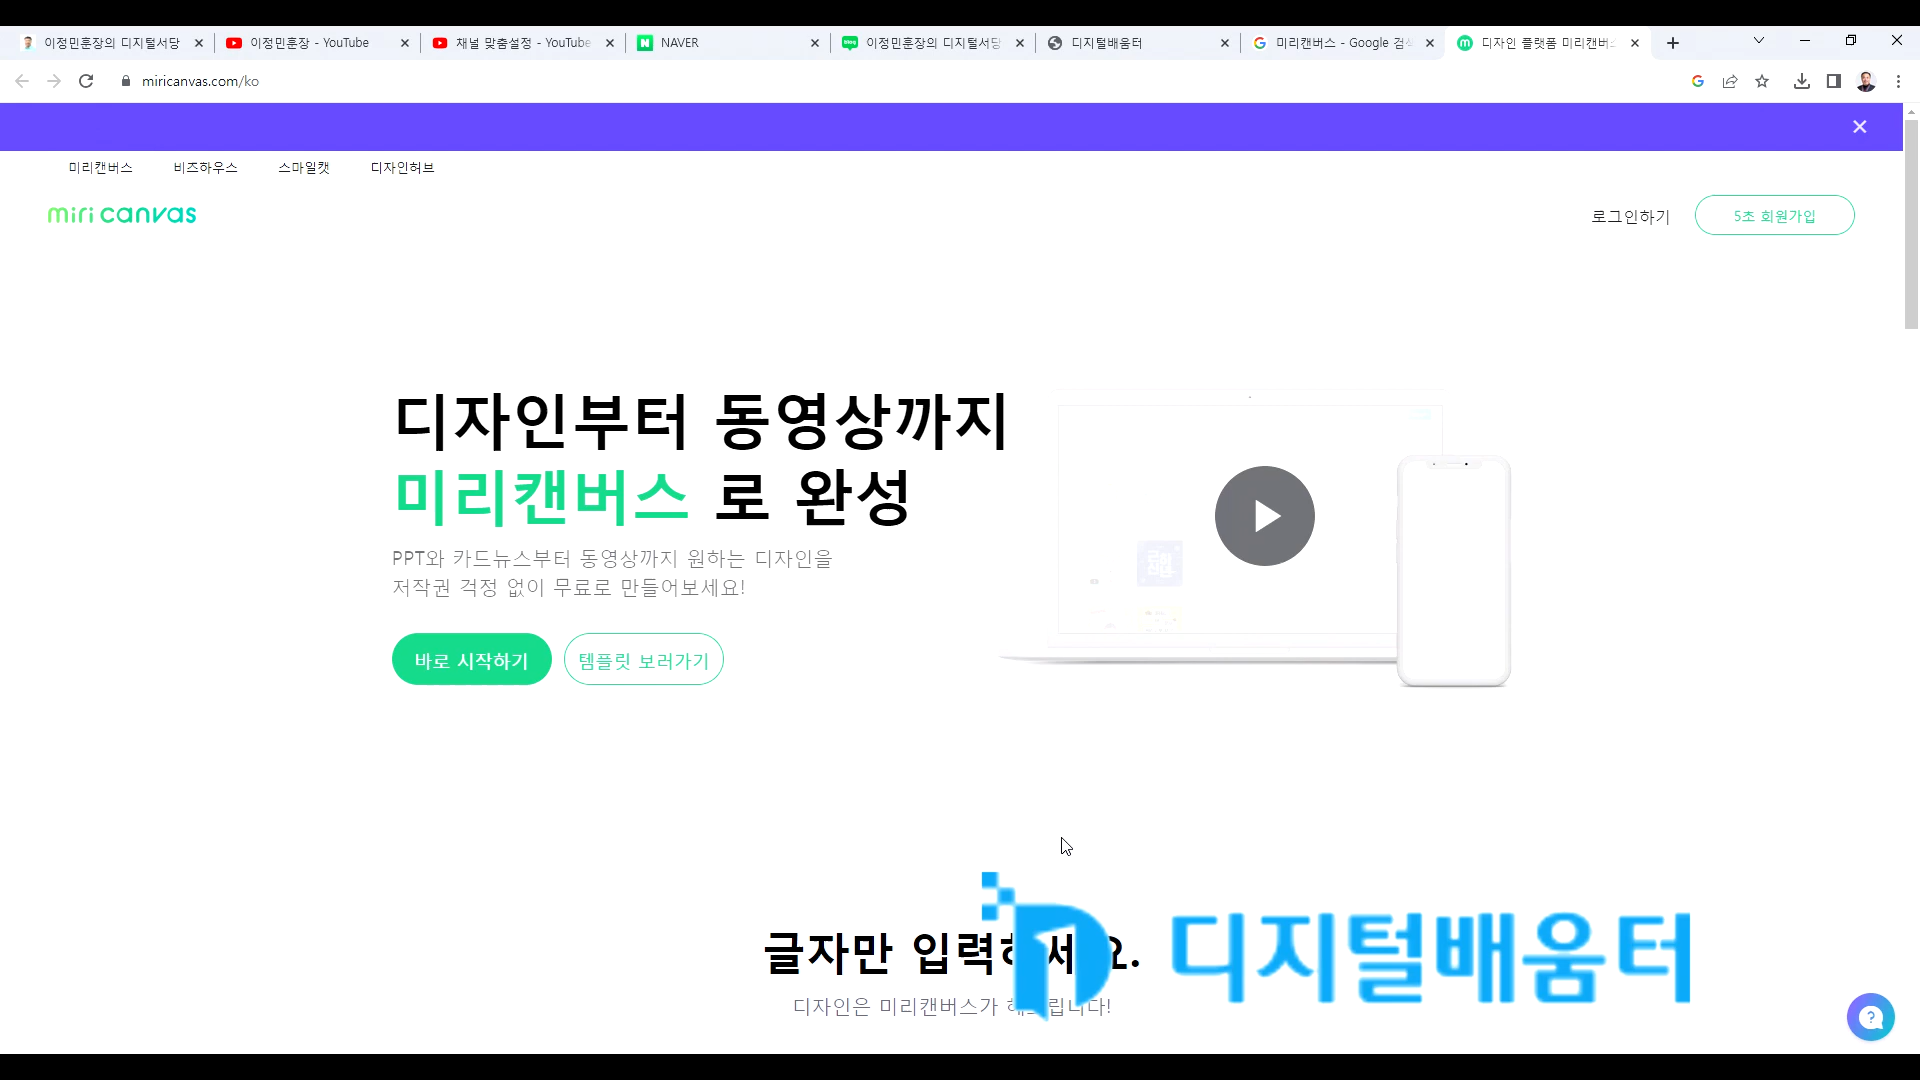 이정민훈장의 디지털서당
이정민훈장 - YouTube
채널 맞춤설정 - YouTube
NAVER
이정민훈장의 디지털서당
디지털배움터
미리캔버스 - Google 검색
디자인 플랫폼 미리캔버스
miricanvas.com/ko
미리캔버스 비즈하우스 스마일캣 디자인허브
miri canvas
로그인하기
5초 회원가입
디자인부터 동영상까지
미리캔버스 로 완성
PPT와 카드뉴스부터 동영상까지 원하는 디자인을
저작권 걱정 없이 무료로 만들어보세요!
바로 시작하기
템플릿 보러가기
글자만 입력하세요.
디자인은 미리캔버스가 해드립니다!
디지털배움터